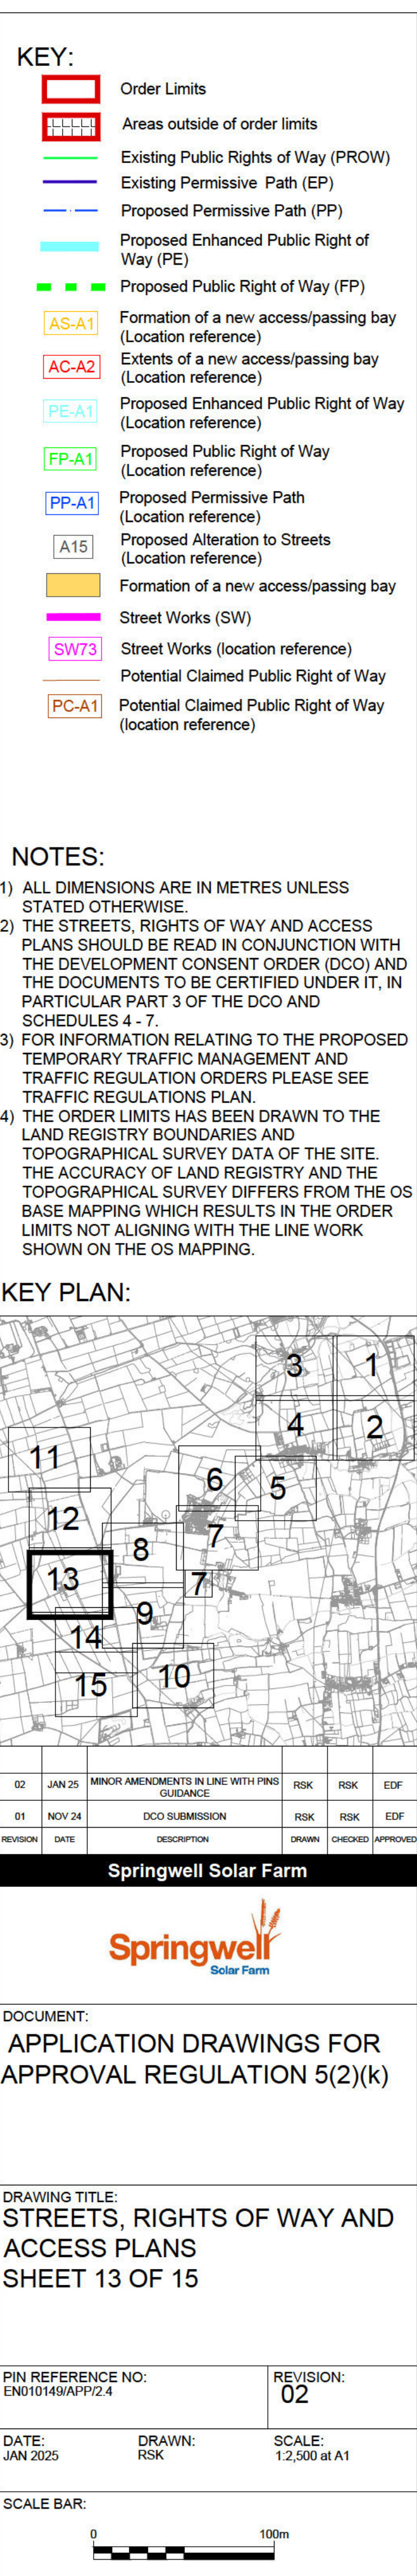 KEY:
Order Limits
Areas outside of order limits
Existing Public Rights of Way (PROW)
Existing Permissive Path (EP)
Proposed Permissive Path (PP)
Proposed Enhanced Public Right of
Way (PE)
Proposed Public Right of Way (FP)
AS-A1 Formation of a new access/passing bay
(Location reference)
AC-A2 Extents of a new access/passing bay
(Location reference)
PE-A1 Proposed Enhanced Public Right of Way
(Location reference)
FP-A1 Proposed Public Right of Way
(Location reference)
PP-A1 Proposed Permissive Path
(Location reference)
A15 Proposed Alteration to Streets
(Location reference)
Formation of a new access/passing bay
Street Works (SW)
SW73 Street Works (location reference)
Potential Claimed Public Right of Way
PC-A1 Potential Claimed Public Right of Way
(location reference)
NOTES:
1) ALL DIMENSIONS ARE IN METRES UNLESS
STATED OTHERWISE.
2) THE STREETS, RIGHTS OF WAY AND ACCESS
PLANS SHOULD BE READ IN CONJUNCTION WITH
THE DEVELOPMENT CONSENT ORDER (DCO) AND
THE DOCUMENTS TO BE CERTIFIED UNDER IT, IN
PARTICULAR PART 3 OF THE DCO AND
SCHEDULES 4 - 7.
3) FOR INFORMATION RELATING TO THE PROPOSED
TEMPORARY TRAFFIC MANAGEMENT AND
TRAFFIC REGULATION ORDERS PLEASE SEE
TRAFFIC REGULATIONS PLAN.
4) THE ORDER LIMITS HAS BEEN DRAWN TO THE
LAND REGISTRY BOUNDARIES AND
TOPOGRAPHICAL SURVEY DATA OF THE SITE.
THE ACCURACY OF LAND REGISTRY AND THE
TOPOGRAPHICAL SURVEY DIFFERS FROM THE OS
BASE MAPPING WHICH RESULTS IN THE ORDER
LIMITS NOT ALIGNING WITH THE LINE WORK
SHOWN ON THE OS MAPPING.
KEY PLAN:
3 1
4 2
11 6 5
12 7
8
13 7
9
14
15 10
02 JAN 25 MINOR AMENDMENTS IN LINE WITH PINS RSK RSK EDF
GUIDANCE
01 NOV 24 DCO SUBMISSION RSK RSK EDF
REVISION DATE DESCRIPTION DRAWN CHECKED APPROVED
Springwell Solar Farm
Springwell
Solar Farm
DOCUMENT:
APPLICATION DRAWINGS FOR
APPROVAL REGULATION 5(2)(k)
DRAWING TITLE:
STREETS, RIGHTS OF WAY AND
ACCESS PLANS
SHEET 13 OF 15
PIN REFERENCE NO: REVISION:
EN010149/APP/2.4 02
DATE: DRAWN: SCALE:
JAN 2025 RSK 1:2,500 at A1
SCALE BAR:
0 100m